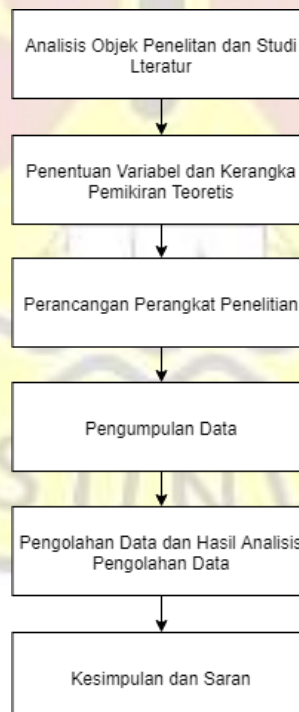 Analisis Objek Penelitan dan Studi
Lteratur
Penentuan Variabel dan Kerangka
Pemikiran Teoretis
Perancangan Perangkat Penelitian
Pengumpulan Data
Pengolahan Data dan Hasil Analisis
Pengolahan Data
Kesimpulan dan Saran